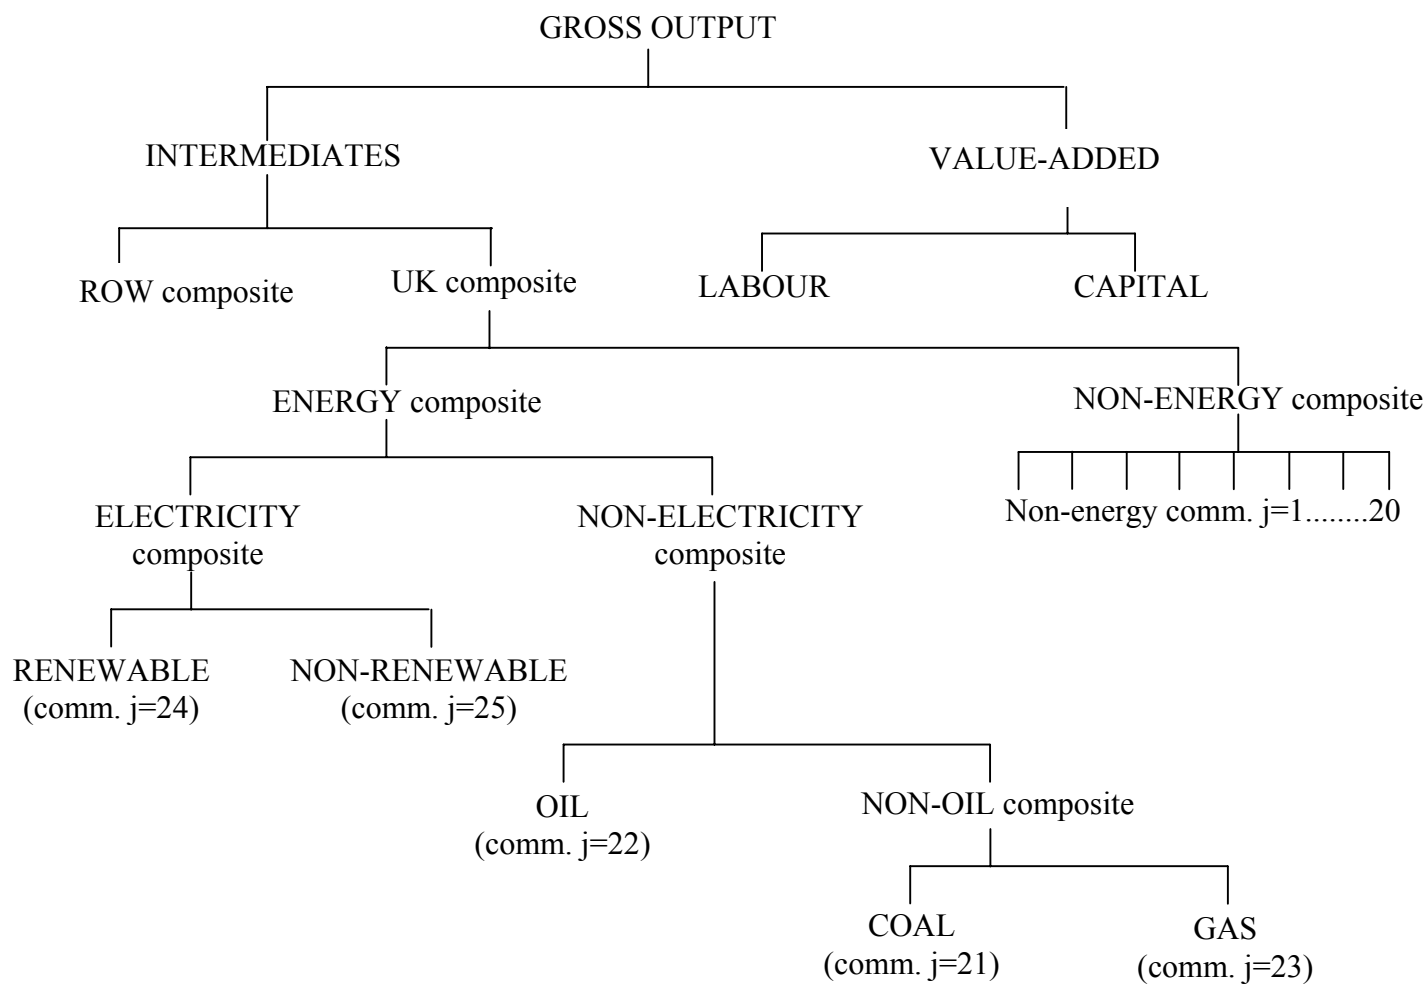 GROSS OUTPUT
INTERMEDIATES
VALUE-ADDED
ROW composite
UK composite
LABOUR
CAPITAL
ENERGY composite
NON-ENERGY composite
ELECTRICITY
composite
NON-ELECTRICITY
composite
Non-energy comm. j=1........20
RENEWABLE
(comm. j=24)
NON-RENEWABLE
(comm. j=25)
OIL
(comm. j=22)
NON-OIL composite
COAL
(comm. j=21)
GAS
(comm. j=23)